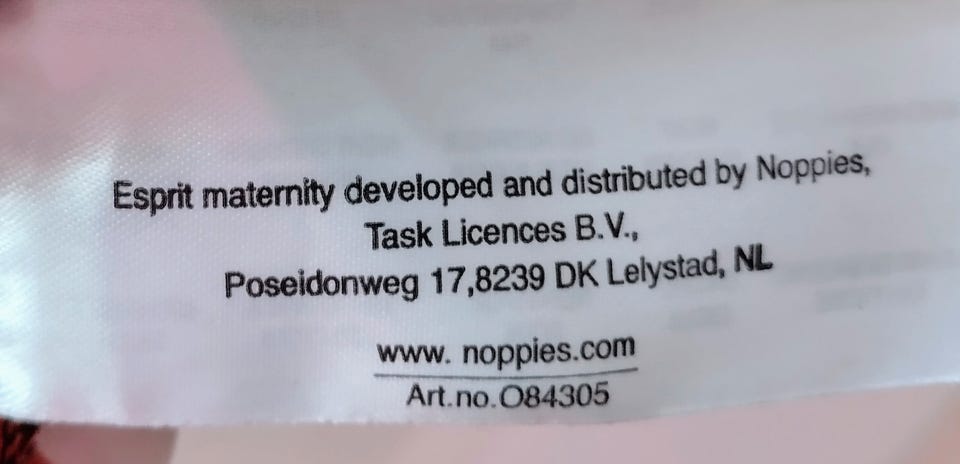 Esprit maternity developed and distributed by Noppies,
Task Licences B.V.,
Poseidonweg 17,8239 DK Lelystad, NL
www. noppies.com
Art.no.O84305